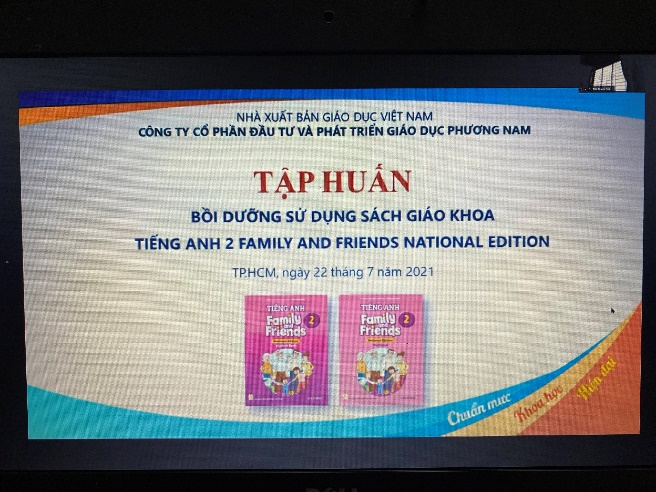 NHÀ XUẤT BẢN GIÁO DỤC VIỆT NAM
CÔNG TY CỔ PHẦN ĐẦU TƯ VÀ PHÁT TRIỂN GIÁO DỤC PHƯƠNG NAM
TẬP HUẤN
BỒI DƯỠNG SỬ DỤNG SÁCH GIÁO KHOA
TIẾNG ANH 2 FAMILY AND FRIENDS NATIONAL EDITION
TP.HCM, ngày 22 tháng 7 năm 2021
TIẾNG ANH
Family and Friends 2
TIẾNG ANH
Family and Friends 2
Chuẩn mực
Khoa học
Hiện đại